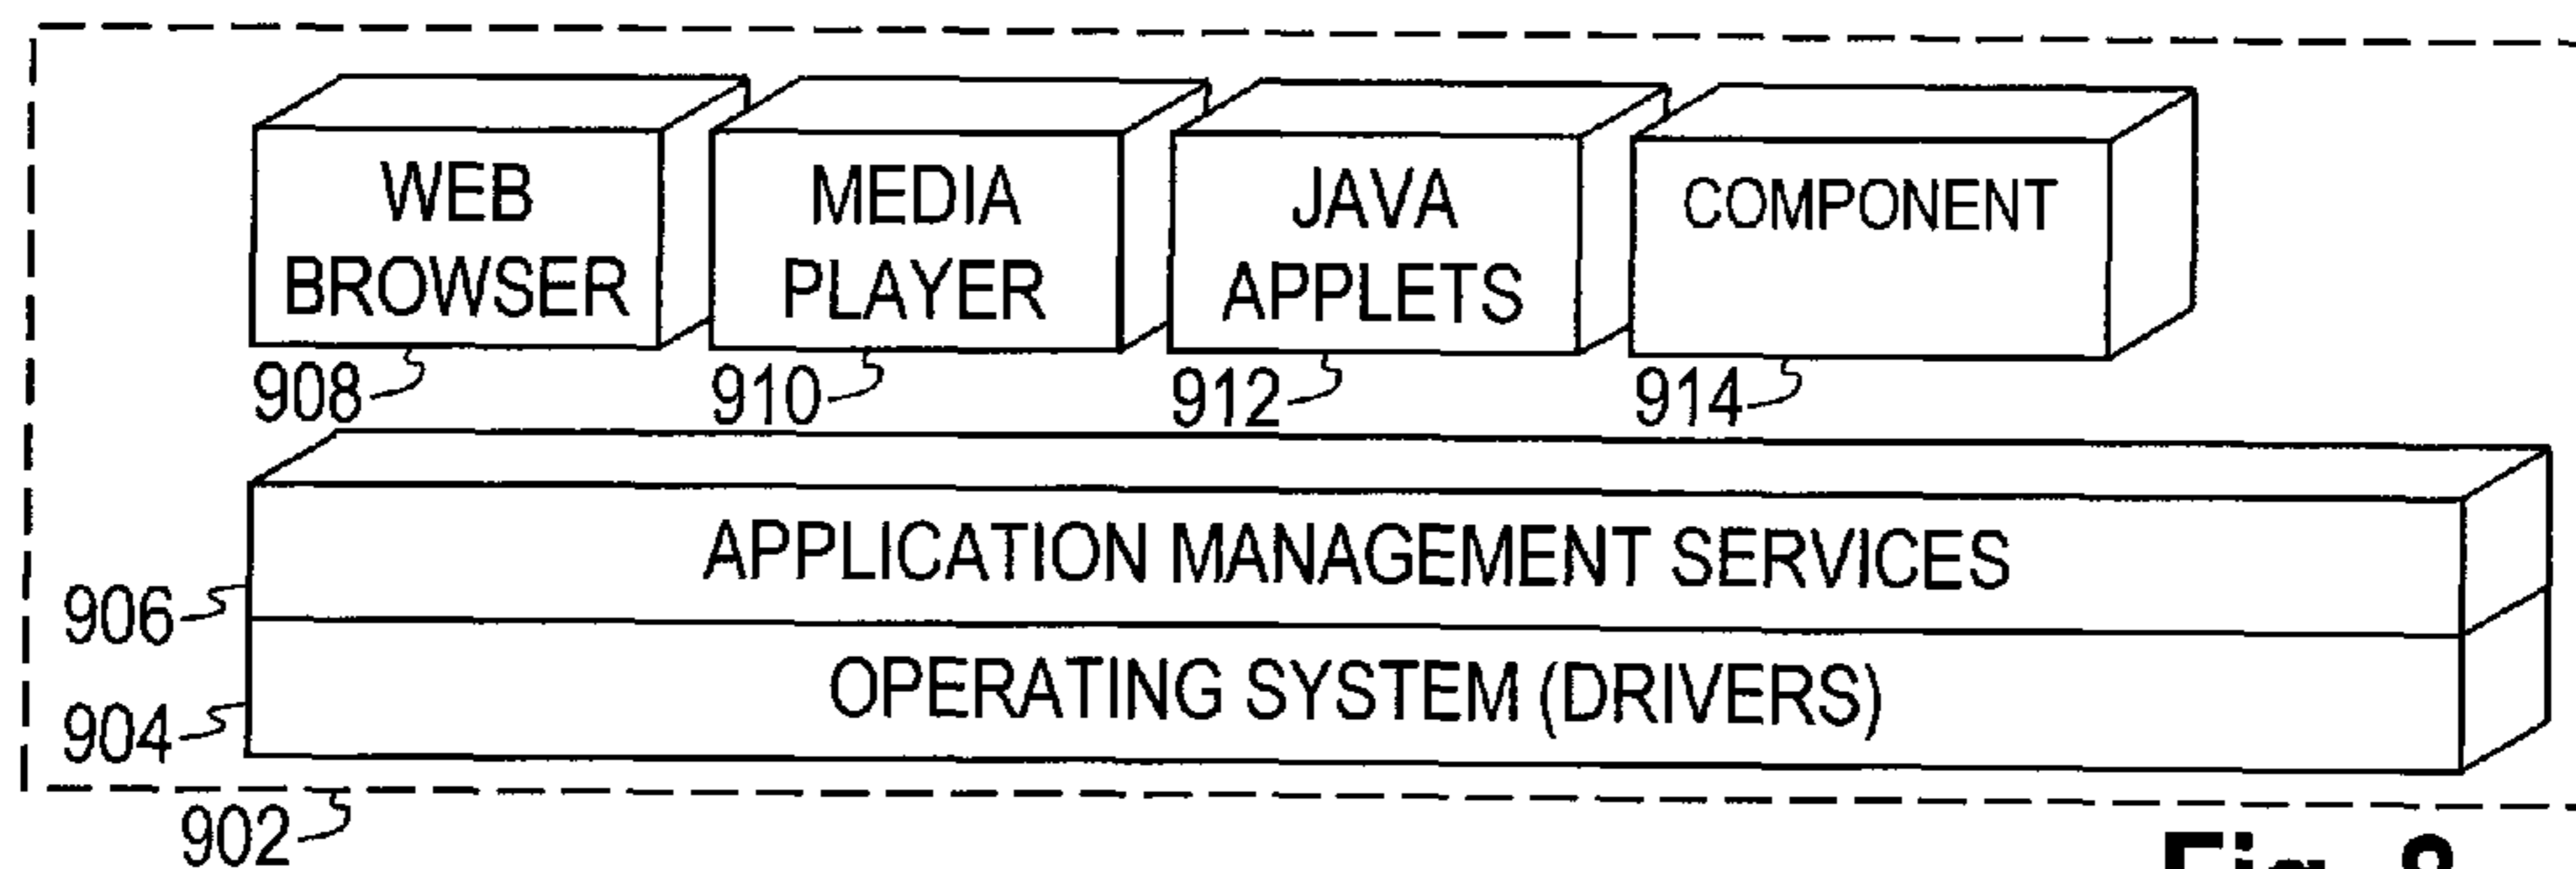 WEB
BROWSER
MEDIA
PLAYER
JAVA
APPLETS
COMPONENT
908
910
912
914
APPLICATION MANAGEMENT SERVICES
906
OPERATING SYSTEM (DRIVERS)
904
902
Fig.